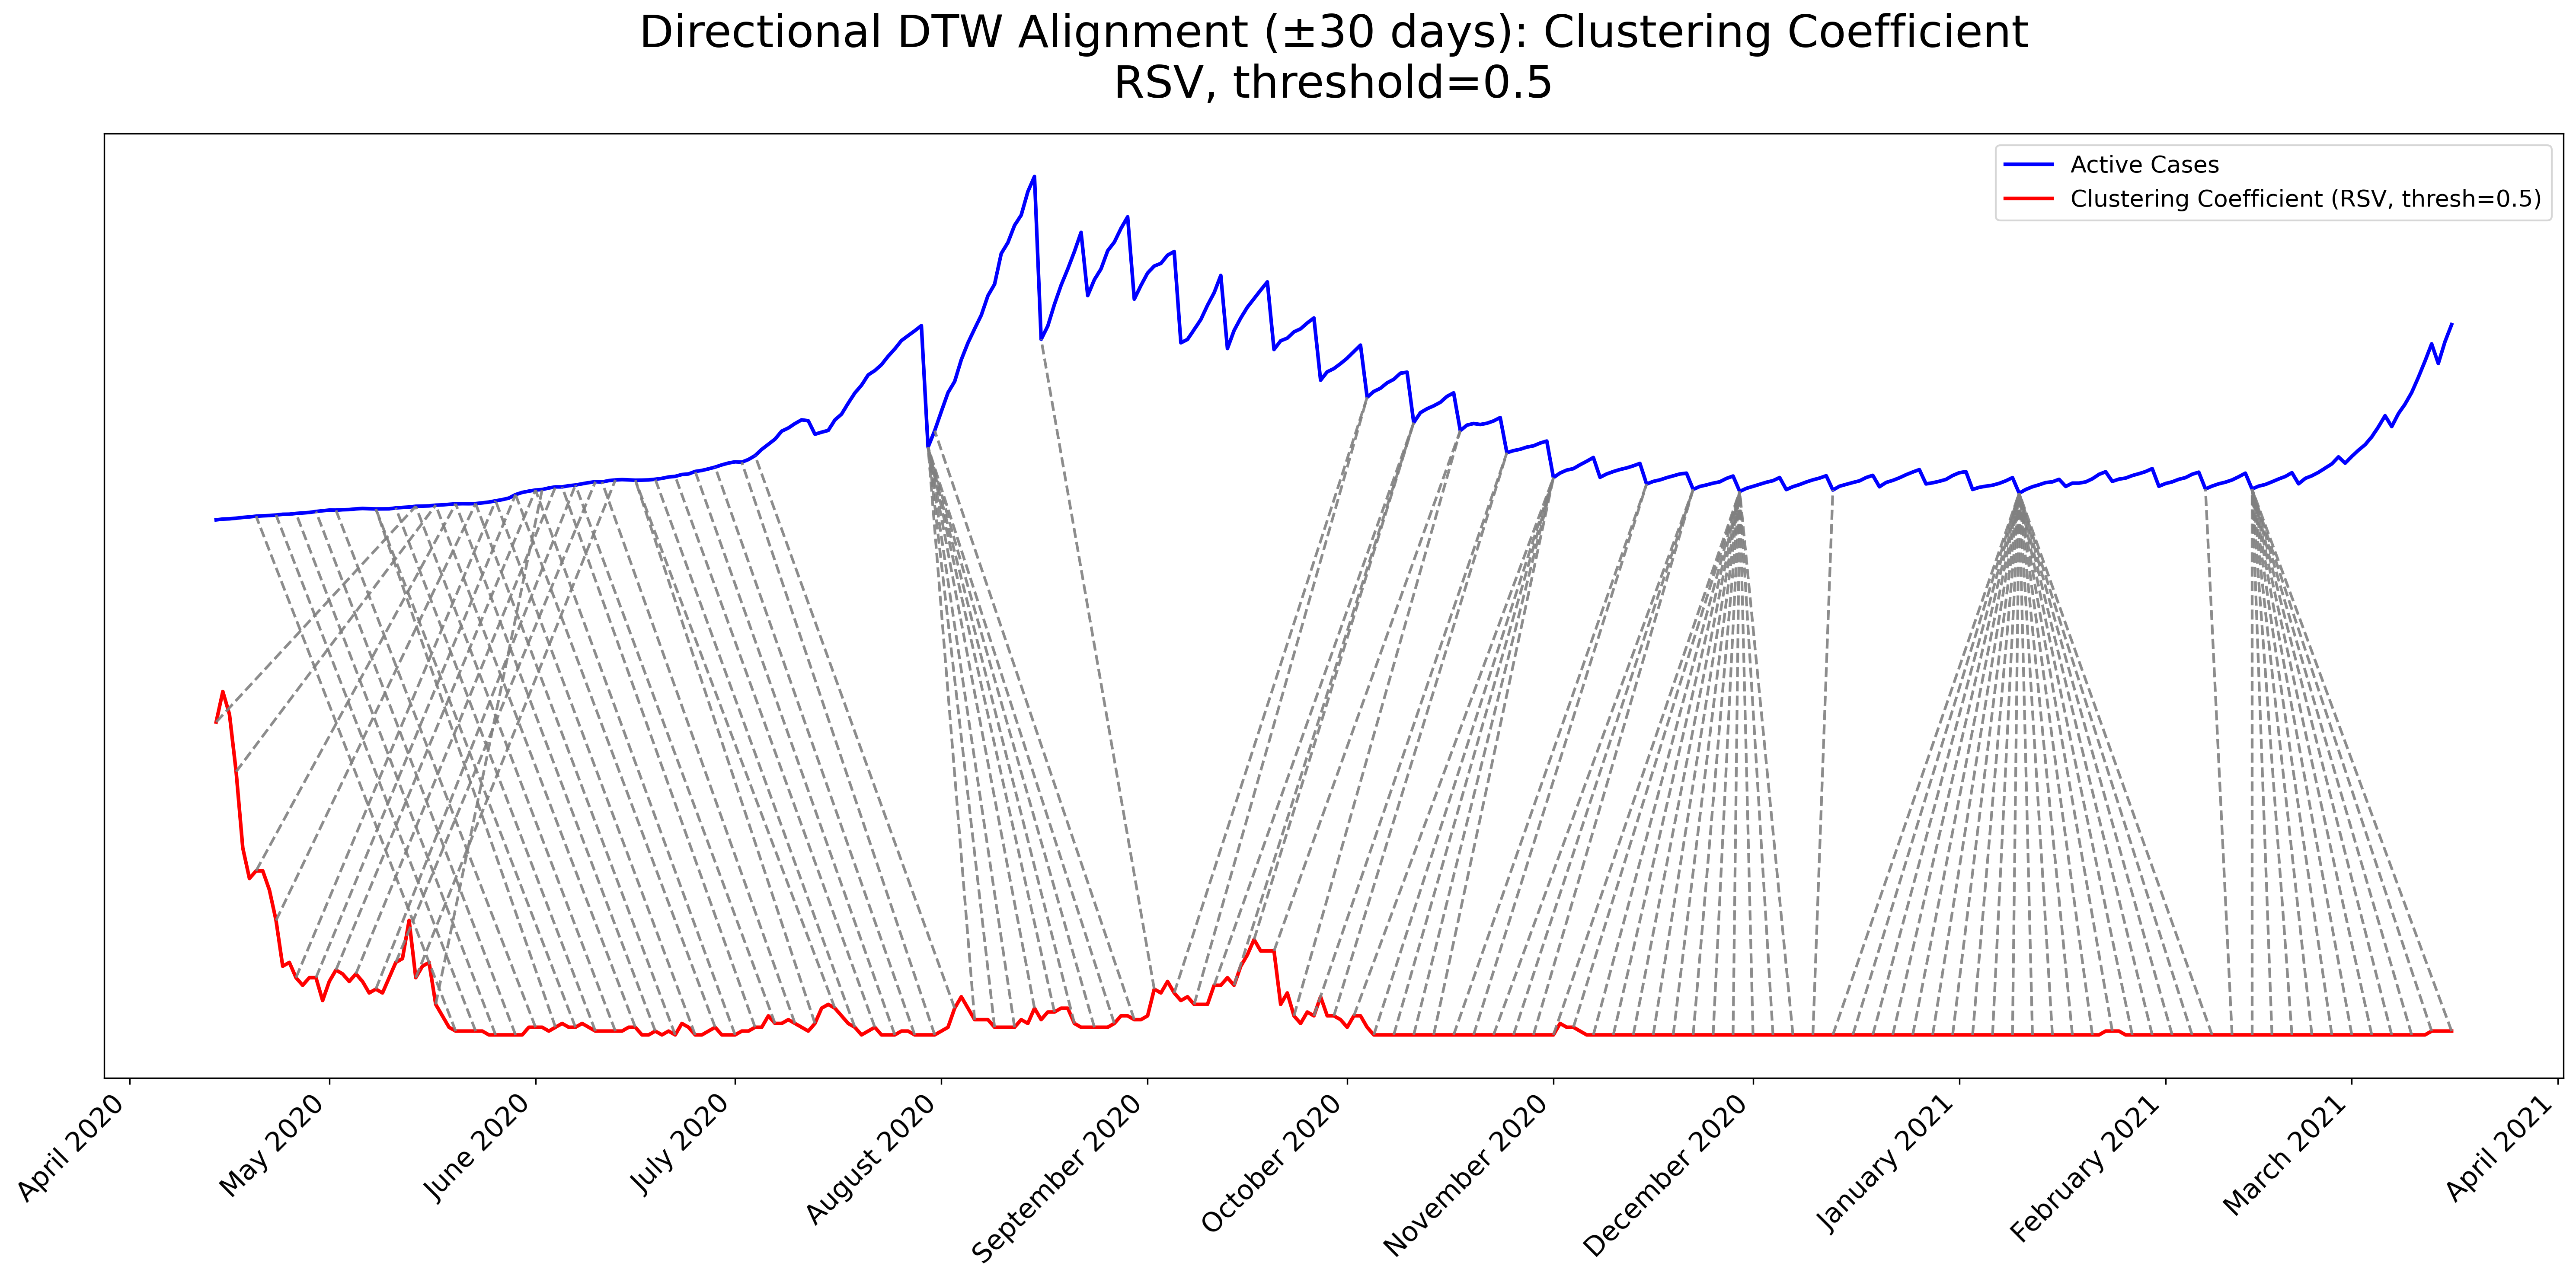 Directional DTW Alignment (±30 days): Clustering Coefficient
RSV, threshold=0.5
Active Cases
Clustering Coefficient (RSV, thresh=0.5)
April 2020
May 2020
June 2020
July 2020
August 2020
September 2020
October 2020
November 2020
December 2020
January 2021
February 2021
March 2021
April 2021